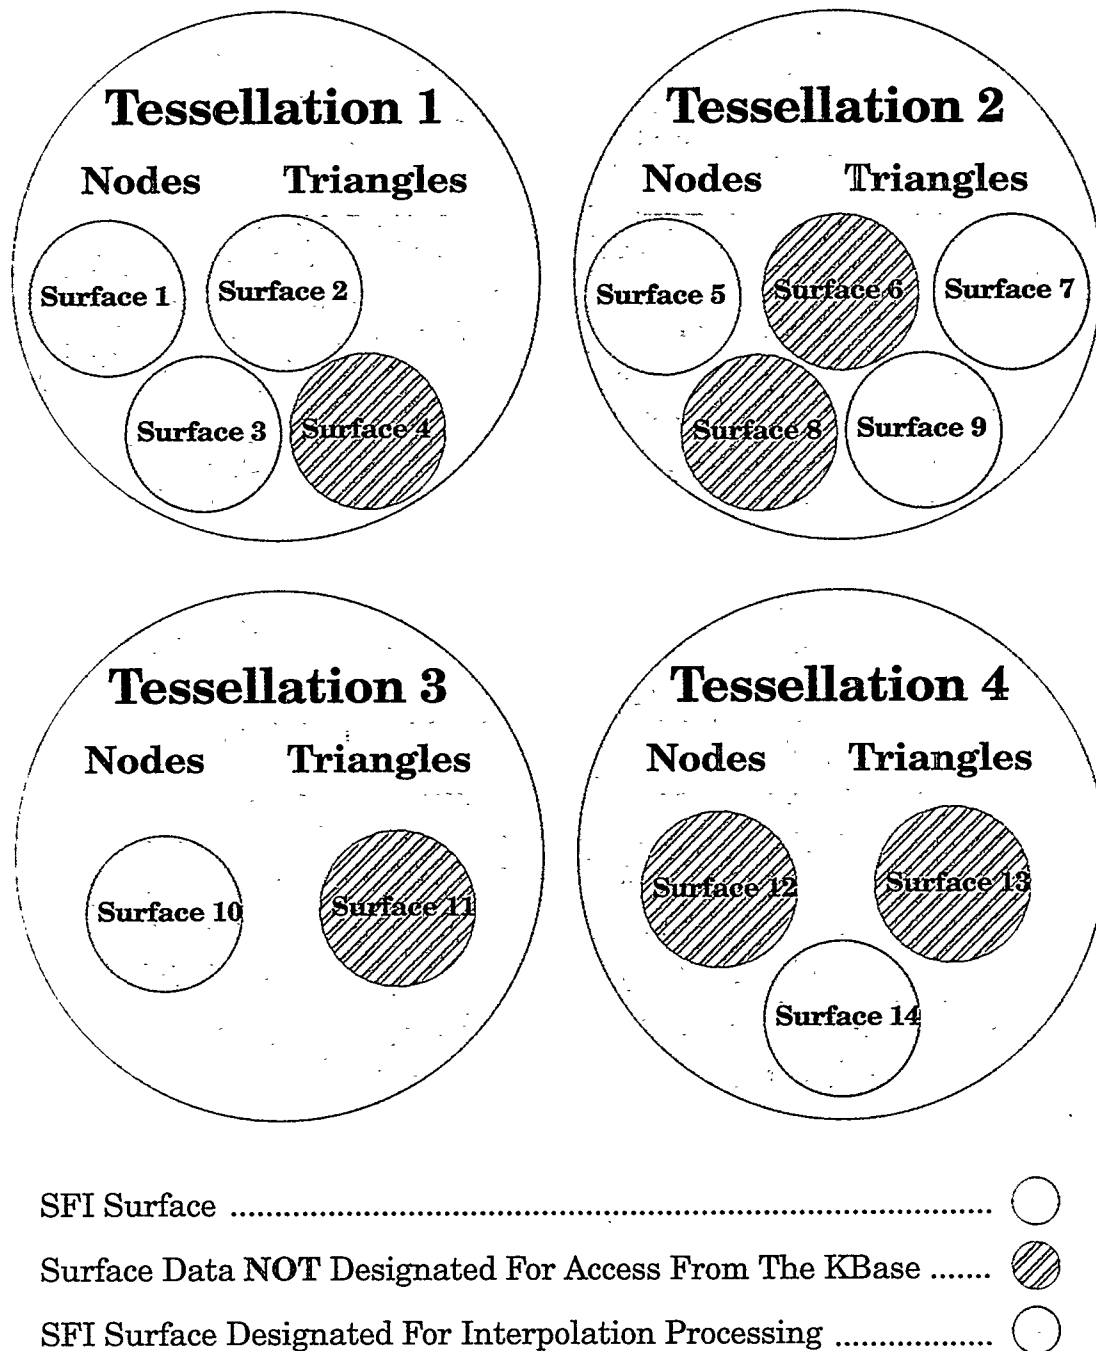 Tessellation 1
Nodes Triangles
Surface 1
Surface 2
Surface 3
Surface 4
Tessellation 2
Nodes Triangles
Surface 5
Surface 6
Surface 7
Surface 8
Surface 9
Tessellation 3
Nodes Triangles
Surface 10
Surface 11
Tessellation 4
Nodes Triangles
Surface 12
Surface 13
Surface 14
SFI Surface ..........................................................................................
Surface Data NOT Designated For Access From The KBase .......
SFI Surface Designated For Interpolation Processing ..................